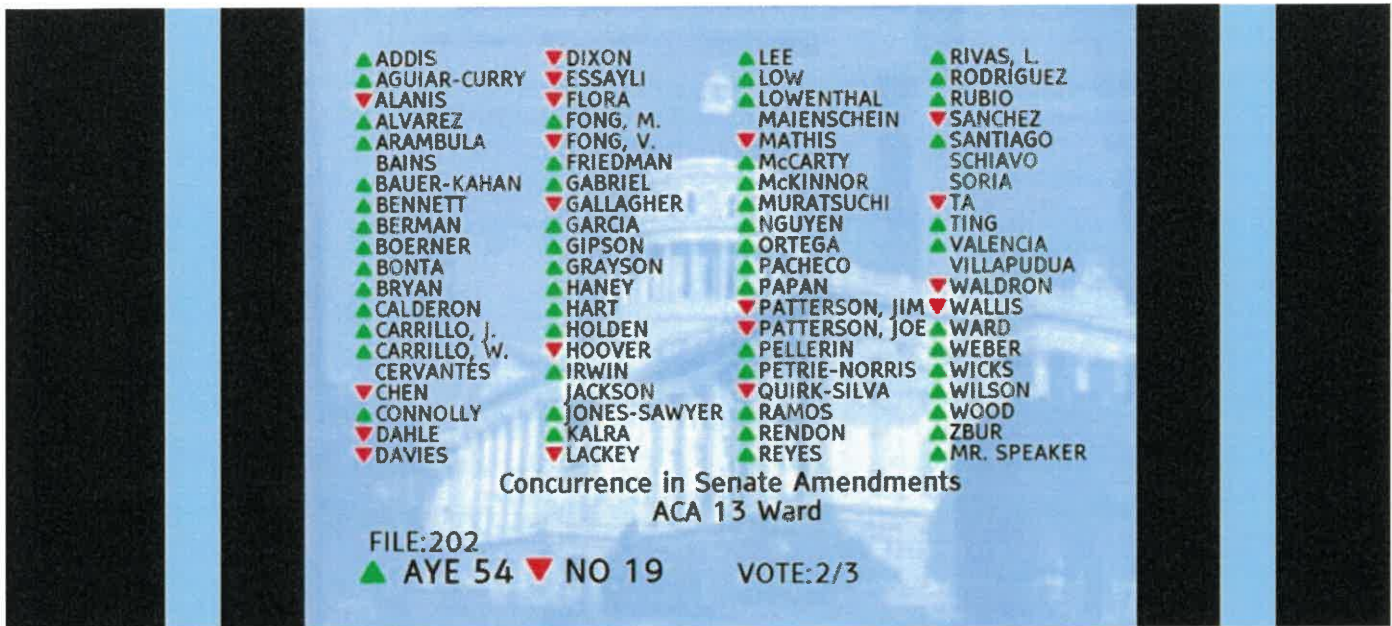 ADDIS
AGUIAR-CURRY
ALANIS
ALVAREZ
ARAMBULA
BAINS
BAUER-KAHAN
BENNETT
BERMAN
BOERNER
BONTA
BRYAN
CALDERON
CARRILLO, J.
CARRILLO, W.
CERVANTES
CHEN
CONNOLLY
DAHLE
DAVIES
DIXON
ESSAYLI
FLORA
FONG, M.
FONG, V.
FRIEDMAN
GABRIEL
GALLAGHER
GARCIA
GIPSON
GRAYSON
HANEY
HART
HOLDEN
HOOVER
IRWIN
JACKSON
JONES-SAWYER
KALRA
LACKEY
LEE
LOW
LOWENTHAL
MAIENSCHEIN
MATHIS
McCARTY
McKINNOR
MURATSUCHI
NGUYEN
ORTEGA
PACHECO
PAPAN
PATTERSON, JIM
PATTERSON, JOE
PELLERIN
PETRIE-NORRIS
QUIRK-SILVA
RAMOS
RENDON
REYES
RIVAS, L.
RODRIGUEZ
RUBIO
SANCHEZ
SANTIAGO
SCHIAVO
SORIA
TA
TING
VALENCIA
VILLAPUDUA
WALDRON
WALLIS
WARD
WEBER
WICKS
WILSON
WOOD
ZBUR
MR. SPEAKER
Concurrence in Senate Amendments
ACA 13 Ward
FILE:202
AYE 54 NO 19 VOTE:2/3